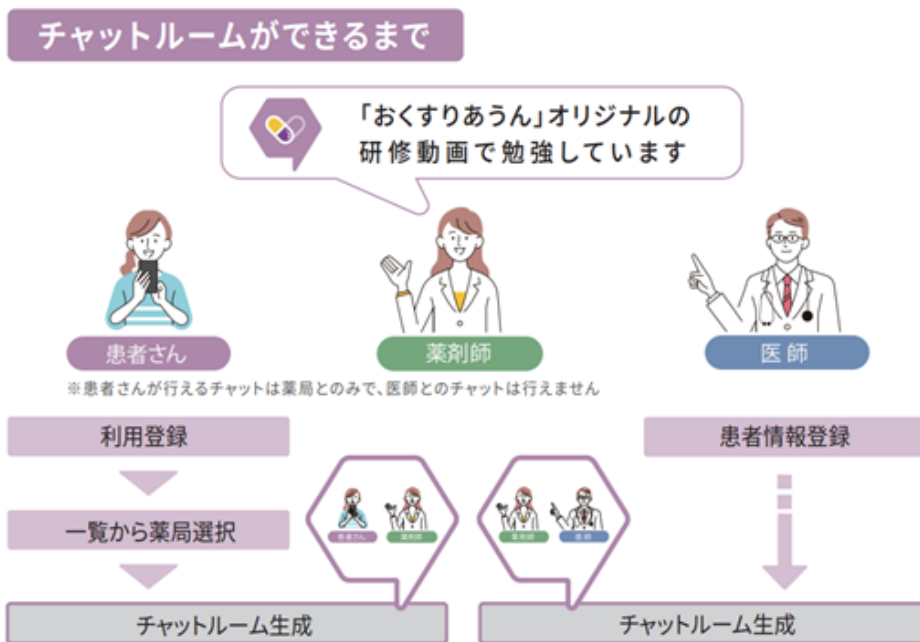 チャットルームができるまで
「おくすりあうん」オリジナルの
研修動画で勉強しています
患者さん
薬剤師
医師
※患者さんが行えるチャットは薬局とのみで、医師とのチャットは行えません
利用登録
患者情報登録
一覧から薬局選択
患者さん
薬剤師
薬剤師
医師
チャットルーム生成
チャットルーム生成